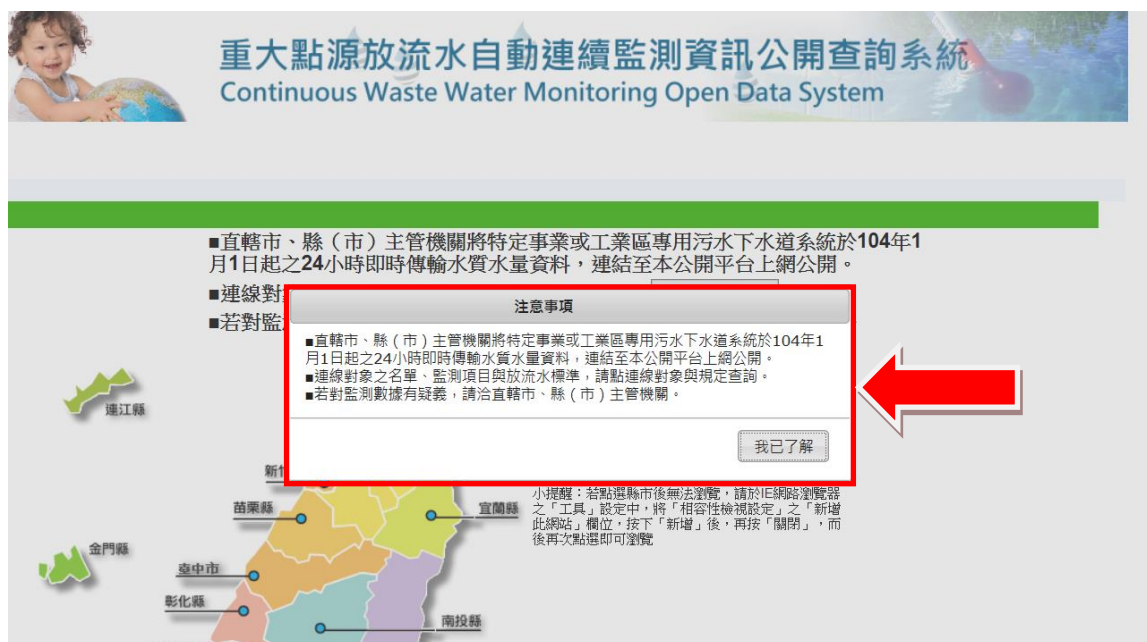 重大點源放流水自動連續監測資訊公開查詢系統
Continuous Waste Water Monitoring Open Data System
■直轄市、縣（市）主管機關將特定事業或工業區專用污水下水道系統於104年1
月1日起之24小時即時傳輸水質水量資料，連結至本公開平台上網公開。
■連線對
■若對監
注意事項
■直轄市、縣（市）主管機關將特定事業或工業區專用污水下水道系統於104年1
月1日起之24小時即時傳輸水質水量資料，連結至本公開平台上網公開。
■連線對象之名單、監測項目與放流水標準，請點連線對象與規定查詢。
■若對監測數據有疑義，請洽直轄市、縣（市）主管機關。
我已了解
連江縣
新竹
苗栗縣
宜蘭縣
小提醒：若點選縣市後無法瀏覽，請於IE網路瀏覽器
之「工具」設定中，將「相容性檢視設定」之「新增
此網站」欄位，按下「新增」後，再按「關閉」，而
後再次點選即可瀏覽
金門縣
臺中市
彰化縣
南投縣